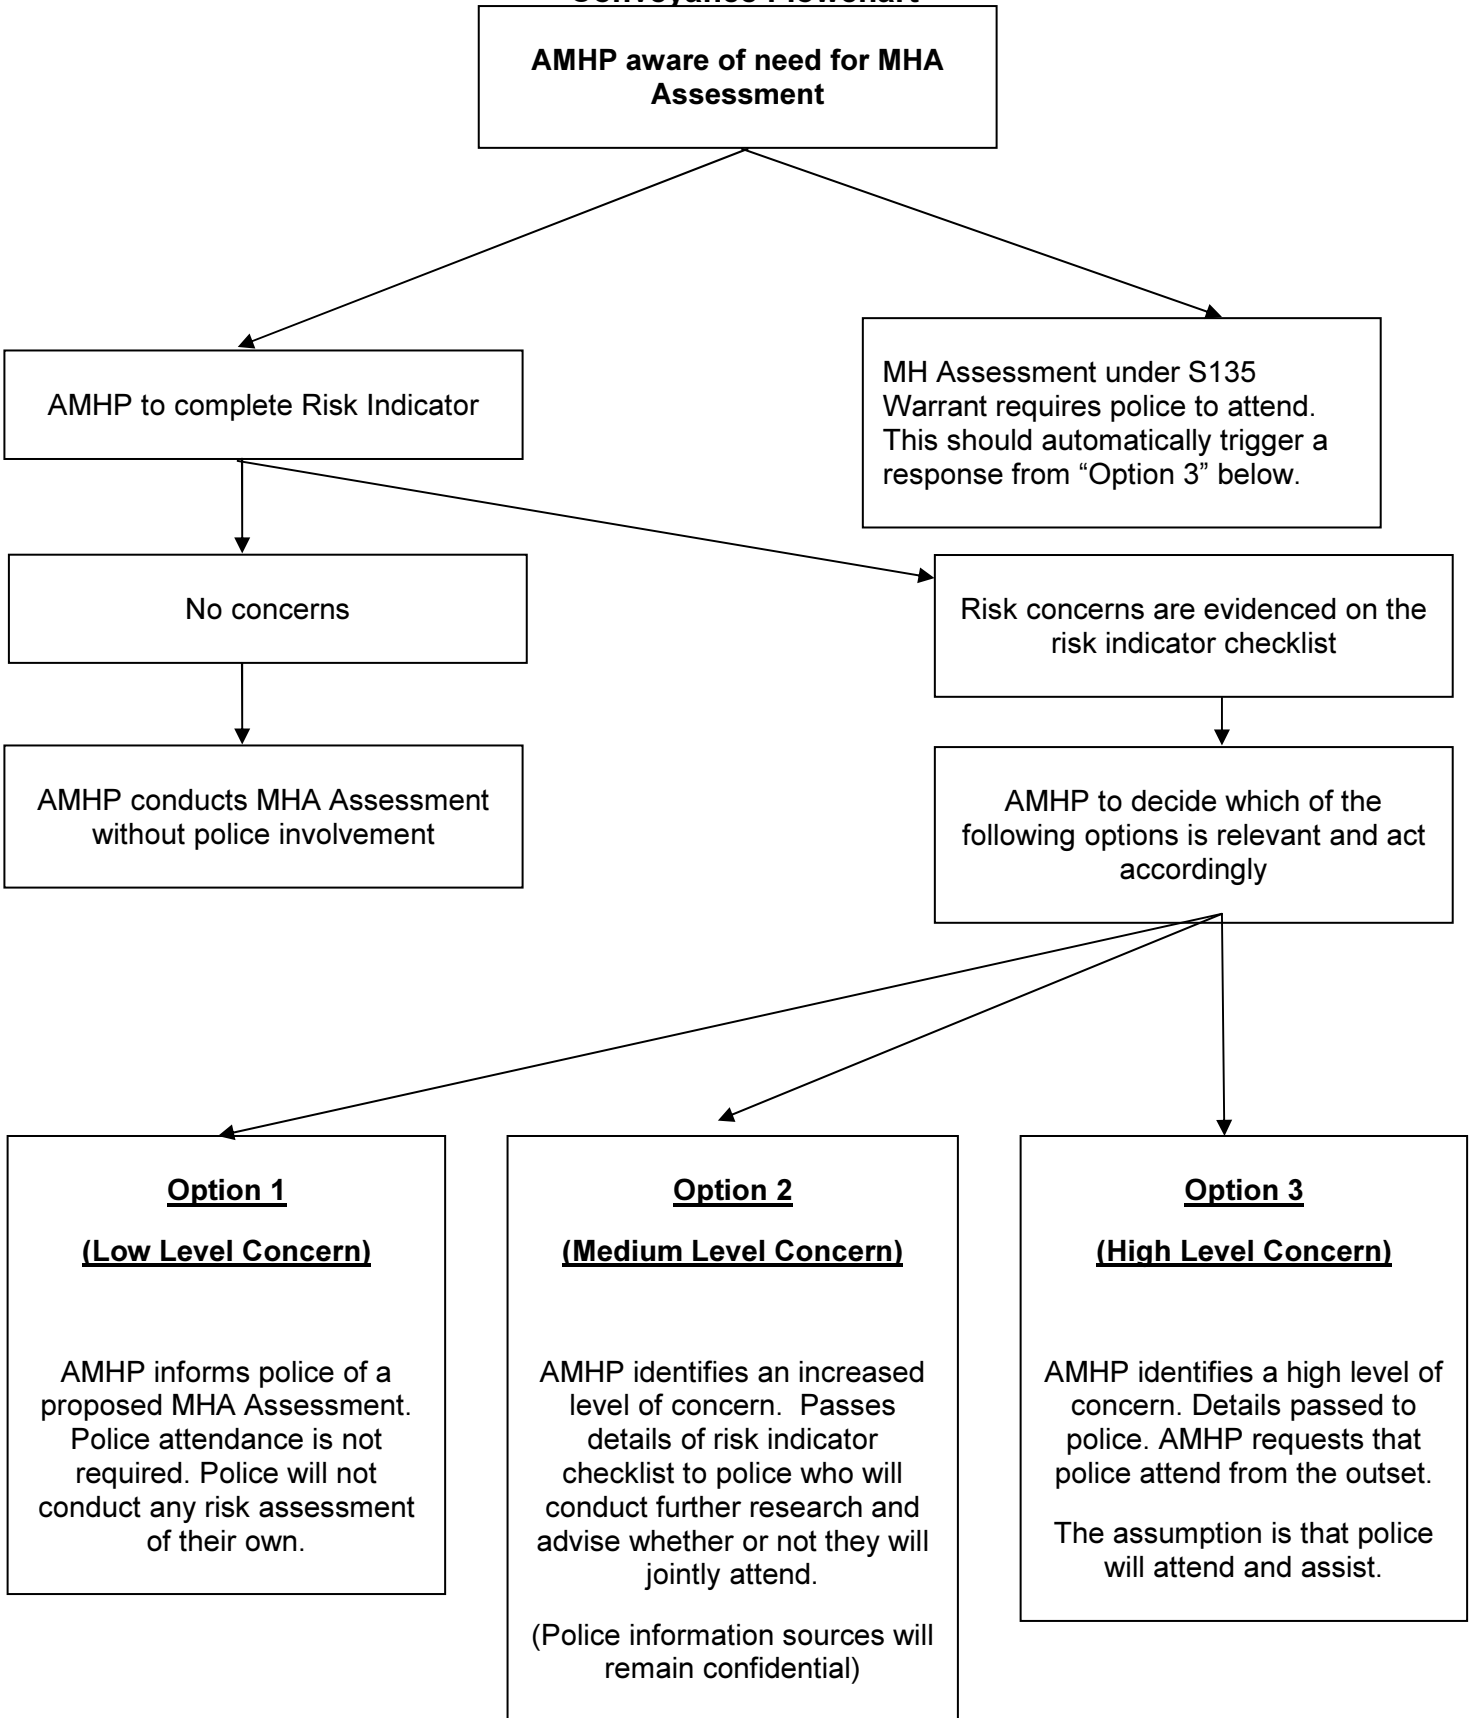 Conveyance Flowchart
AMHP aware of need for MHA
Assessment
AMHP to complete Risk Indicator
MH Assessment under S135
Warrant requires police to attend.
This should automatically trigger a
response from “Option 3” below.
No concerns
Risk concerns are evidenced on the
risk indicator checklist
AMHP conducts MHA Assessment
without police involvement
AMHP to decide which of the
following options is relevant and act
accordingly
Option 1
(Low Level Concern)
AMHP informs police of a
proposed MHA Assessment.
Police attendance is not
required. Police will not
conduct any risk assessment
of their own.
Option 2
(Medium Level Concern)
AMHP identifies an increased
level of concern.  Passes
details of risk indicator
checklist to police who will
conduct further research and
advise whether or not they will
jointly attend.
(Police information sources will
remain confidential)
Option 3
(High Level Concern)
AMHP identifies a high level of
concern. Details passed to
police. AMHP requests that
police attend from the outset.
The assumption is that police
will attend and assist.